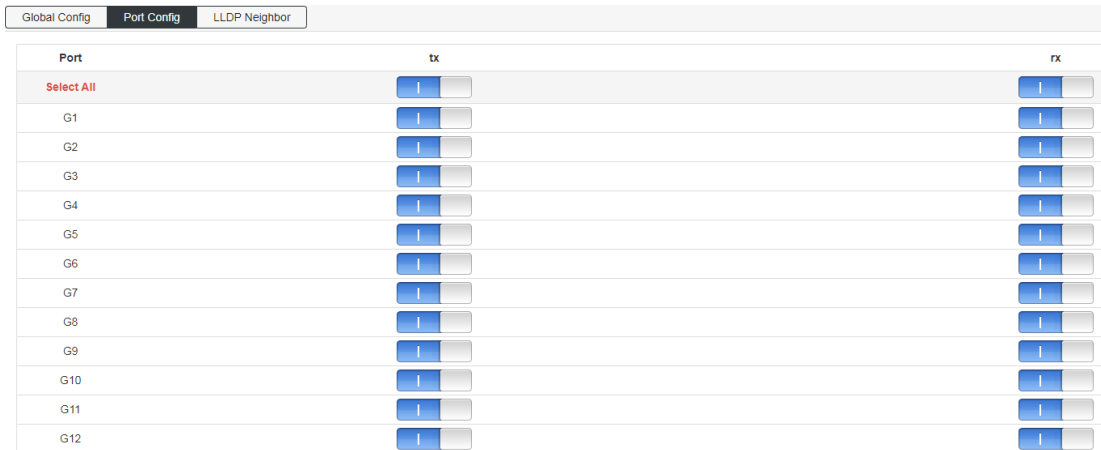 Global Config Port Config LLDP Neighbor
Port tx rx
Select All
G1
G2
G3
G4
G5
G6
G7
G8
G9
G10
G11
G12